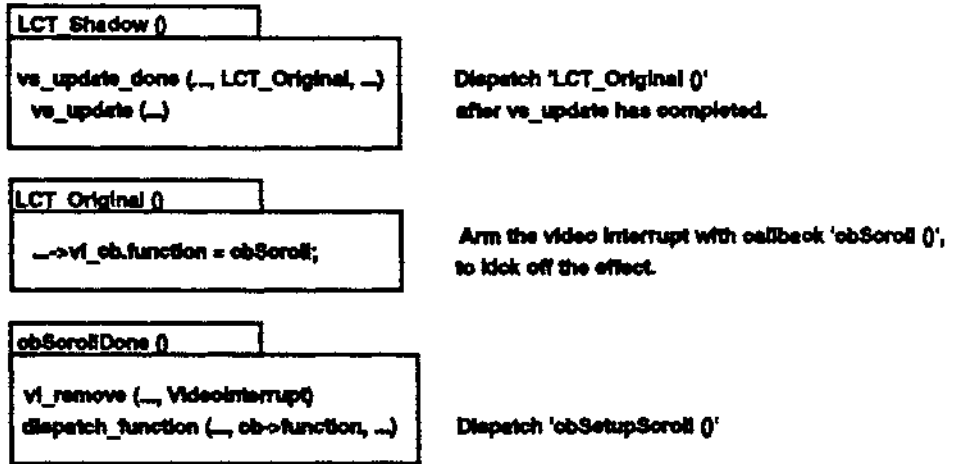 LCT_Shadow ()
vs_update_done (..., LCT_Original, ...)
vs_update (...)
Dispatch 'LCT_Original ()'
after vs_update has completed.
LCT_Original ()
...->vi_cb.function = cbScroll;
Arm the video interrupt with callback 'cbScroll ()',
to kick off the effect.
cbScrollDone ()
vi_remove (..., VideoInterrupt)
dispatch_function (..., cb->function, ...)
Dispatch 'cbSetupScroll ()'